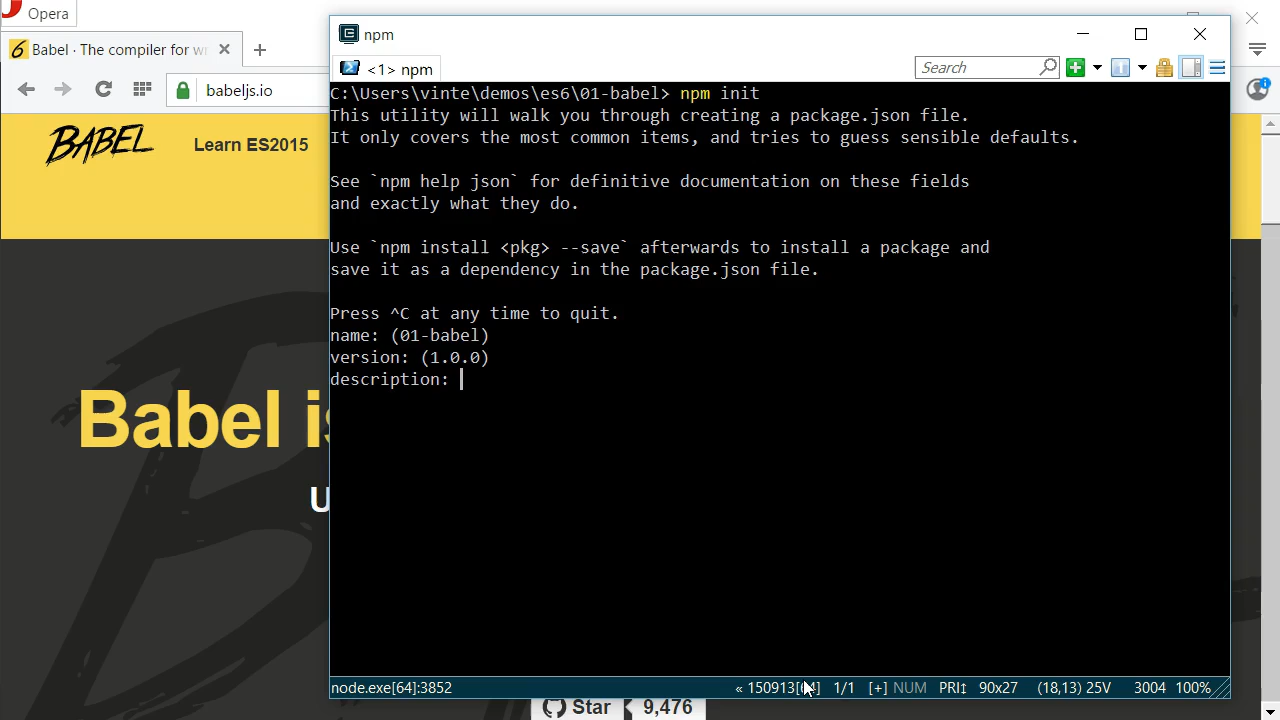 Opera
Babel · The compiler for w
babeljs.io
BABEL
Learn ES2015
Babel is
U
Star
9,476
npm
<1> npm
Search
C:\Users\vinte\demos\es6\01-babel> npm init
This utility will walk you through creating a package.json file.
It only covers the most common items, and tries to guess sensible defaults.
See `npm help json` for definitive documentation on these fields
and exactly what they do.
Use `npm install <pkg> --save` afterwards to install a package and
save it as a dependency in the package.json file.
Press ^C at any time to quit.
name: (01-babel)
version: (1.0.0)
description:
node.exe[64]:3852
« 150913[64] 1/1 [+] NUM PRI↕ 90x27 (18,13) 25V 3004 100%